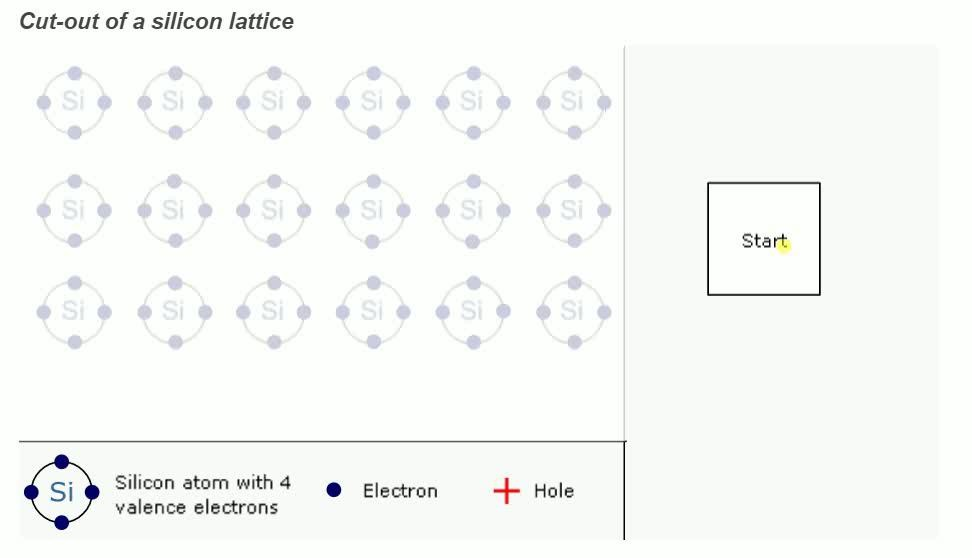 Cut-out of a silicon lattice
Si Si Si Si Si Si
Si Si Si Si Si Si
Start
Si Si Si Si Si Si
Si
Silicon atom with 4
valence electrons
Electron
Hole